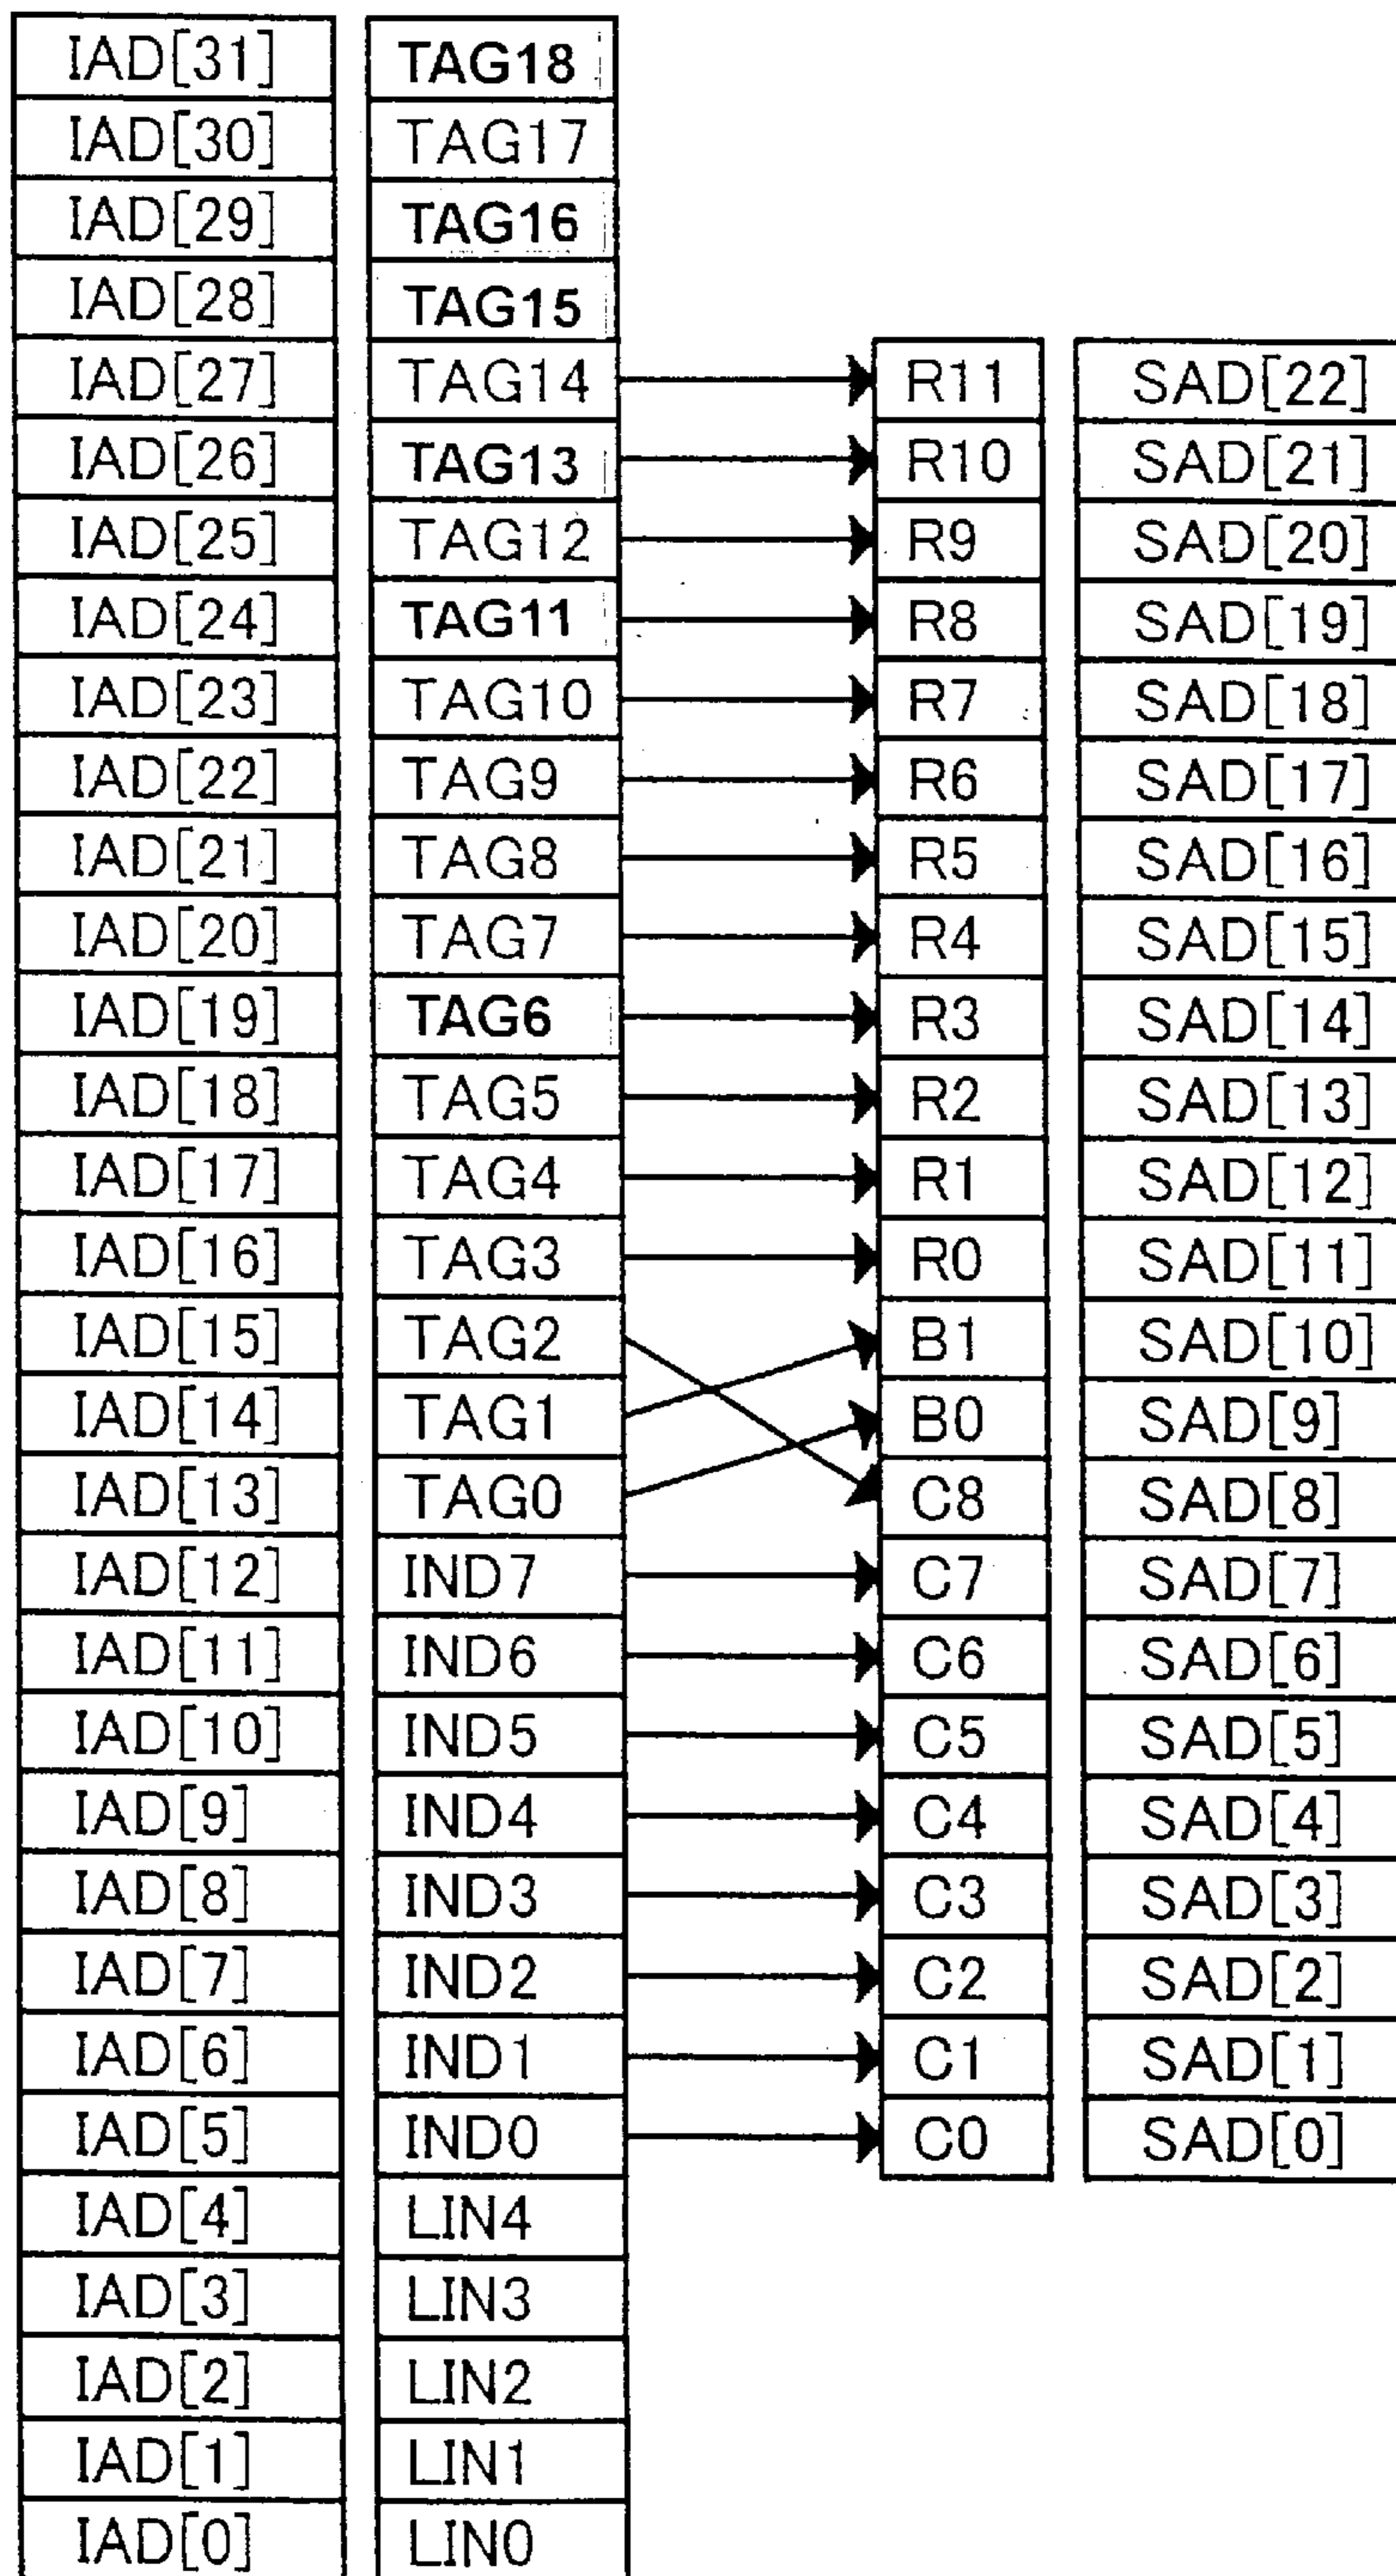 IAD[31] TAG18
IAD[30] TAG17
IAD[29] TAG16
IAD[28] TAG15
IAD[27] TAG14 R11 SAD[22]
IAD[26] TAG13 R10 SAD[21]
IAD[25] TAG12 R9 SAD[20]
IAD[24] TAG11 R8 SAD[19]
IAD[23] TAG10 R7 SAD[18]
IAD[22] TAG9 R6 SAD[17]
IAD[21] TAG8 R5 SAD[16]
IAD[20] TAG7 R4 SAD[15]
IAD[19] TAG6 R3 SAD[14]
IAD[18] TAG5 R2 SAD[13]
IAD[17] TAG4 R1 SAD[12]
IAD[16] TAG3 R0 SAD[11]
IAD[15] TAG2 B1 SAD[10]
IAD[14] TAG1 B0 SAD[9]
IAD[13] TAG0 C8 SAD[8]
IAD[12] IND7 C7 SAD[7]
IAD[11] IND6 C6 SAD[6]
IAD[10] IND5 C5 SAD[5]
IAD[9] IND4 C4 SAD[4]
IAD[8] IND3 C3 SAD[3]
IAD[7] IND2 C2 SAD[2]
IAD[6] IND1 C1 SAD[1]
IAD[5] IND0 C0 SAD[0]
IAD[4] LIN4
IAD[3] LIN3
IAD[2] LIN2
IAD[1] LIN1
IAD[0] LIN0